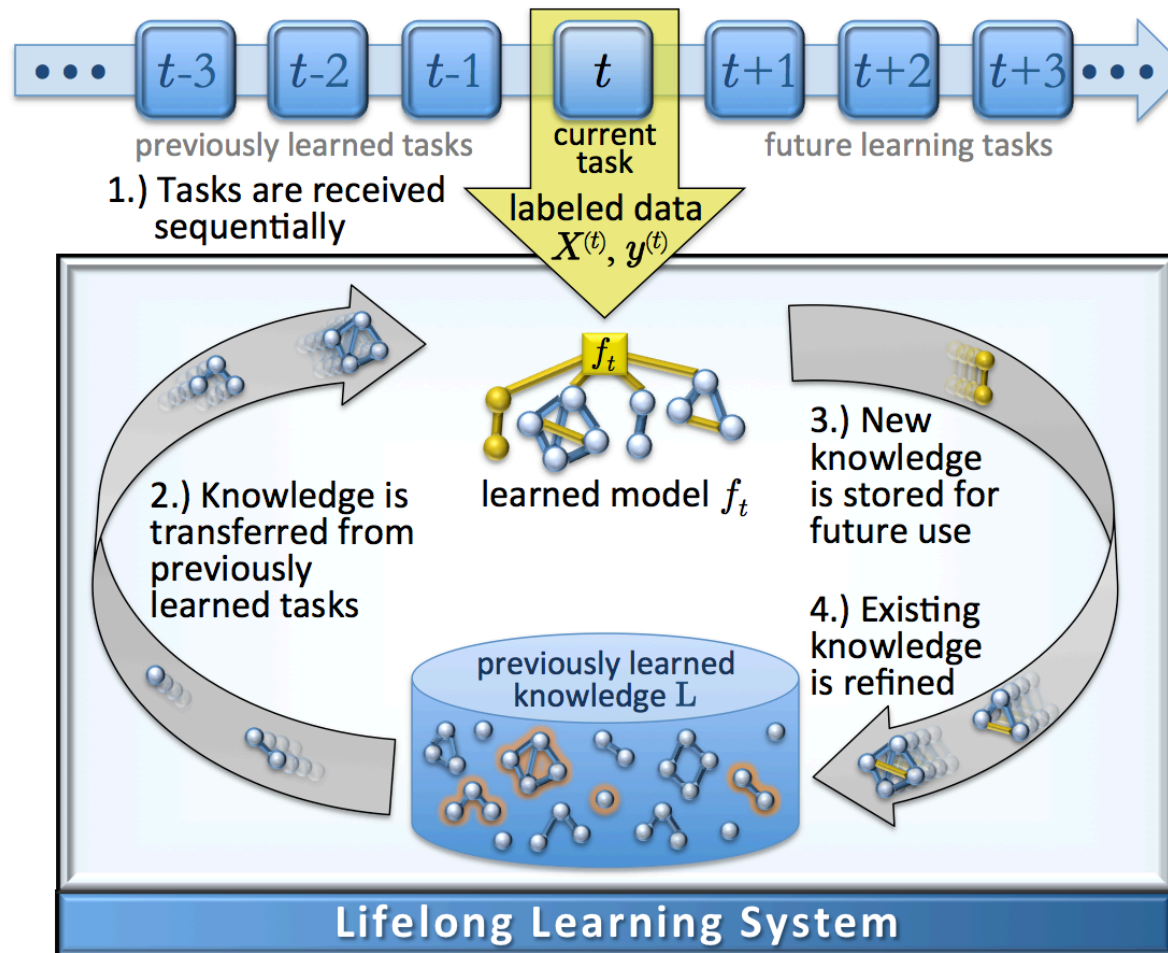 ••• t-3 t-2 t-1 t t+1 t+2 t+3 •••
previously learned tasks
current
task
future learning tasks
1.) Tasks are received
sequentially
labeled data
X^(t), y^(t)
f_t
learned model f_t
2.) Knowledge is
transferred from
previously
learned tasks
3.) New
knowledge
is stored for
future use
4.) Existing
knowledge
is refined
previously learned
knowledge L
Lifelong Learning System